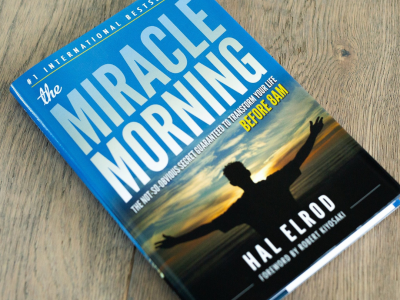 #1 INTERNATIONAL BESTS
the
MIRACLE
MORNING
THE NOT-SO-OBVIOUS SECRET GUARANTEED TO TRANSFORM YOUR LIFE
BEFORE 8AM
HAL ELROD
FOREWORD BY ROBERT KIYOSAKI